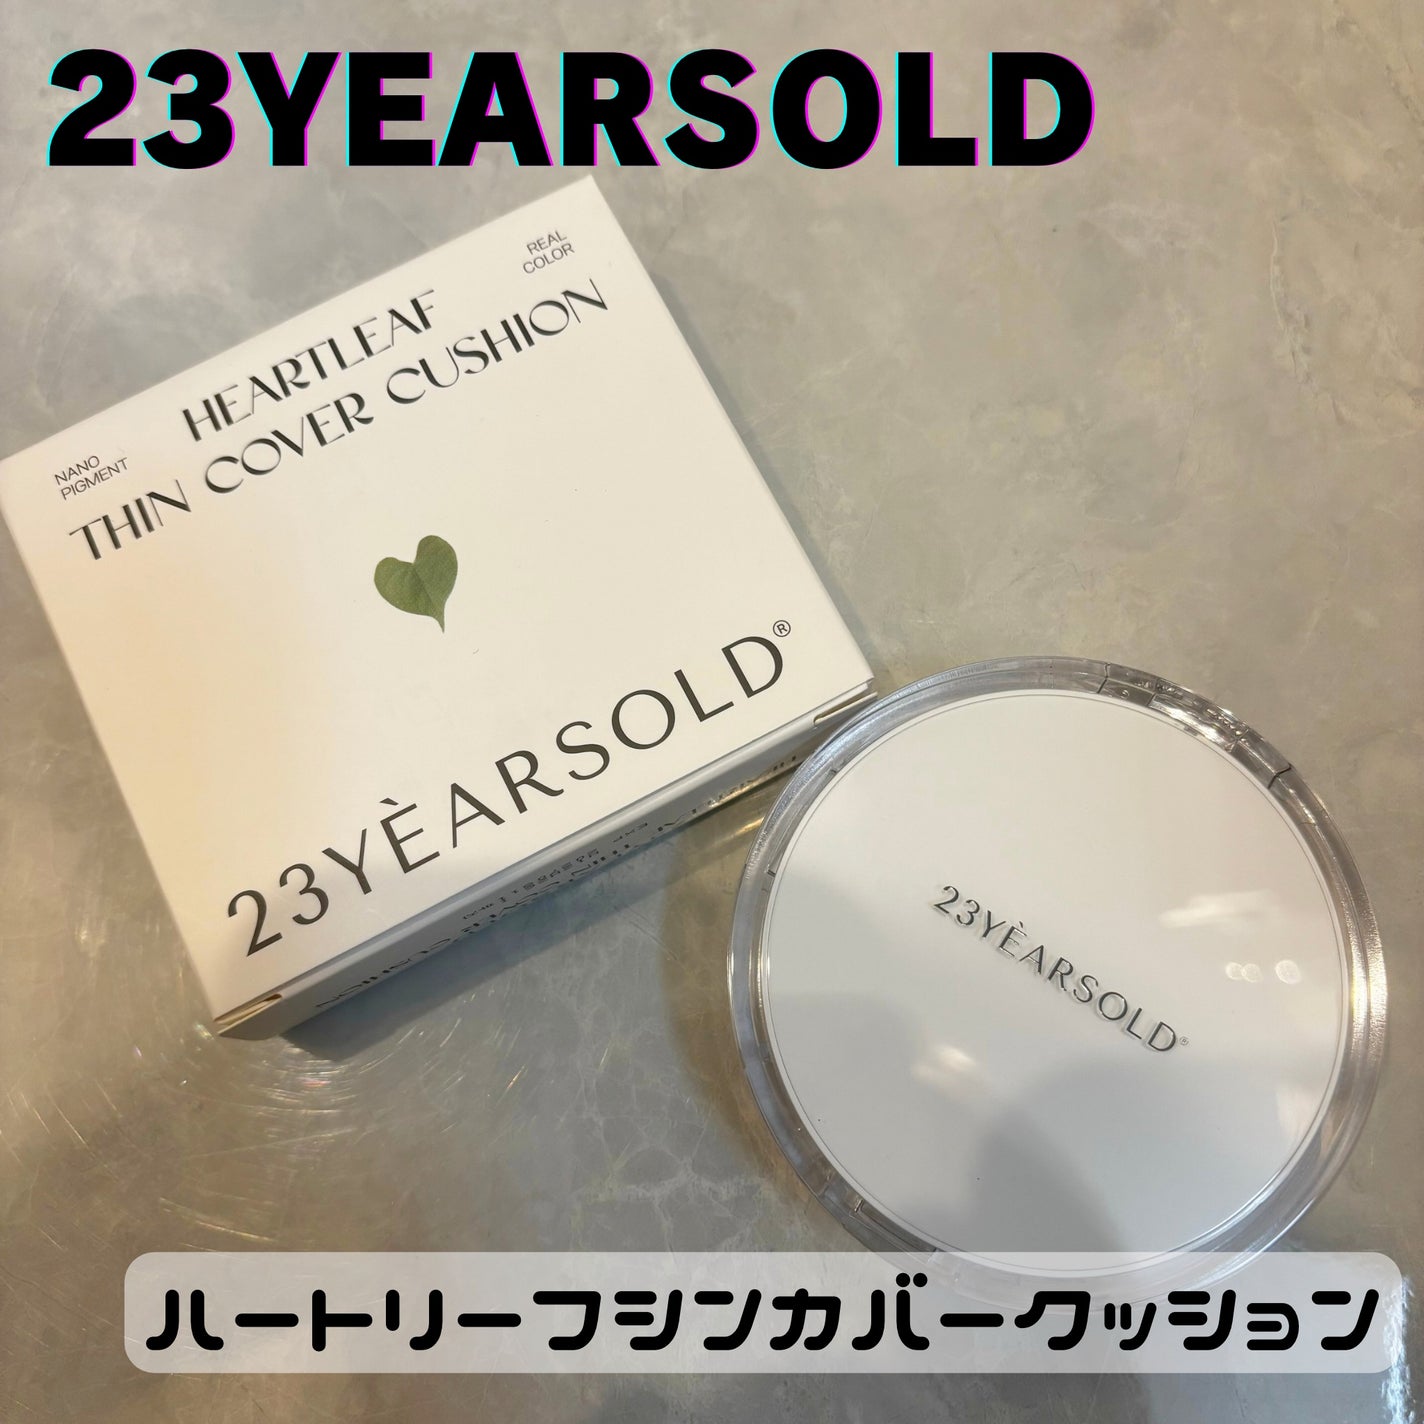 23YEARSOLD
REAL
COLOR
HEARTLEAF
THIN COVER CUSHION
NANO
PIGMENT
23YÈARSOLD®
23YÈARSOLD®
ハートリーフシンカバークッション